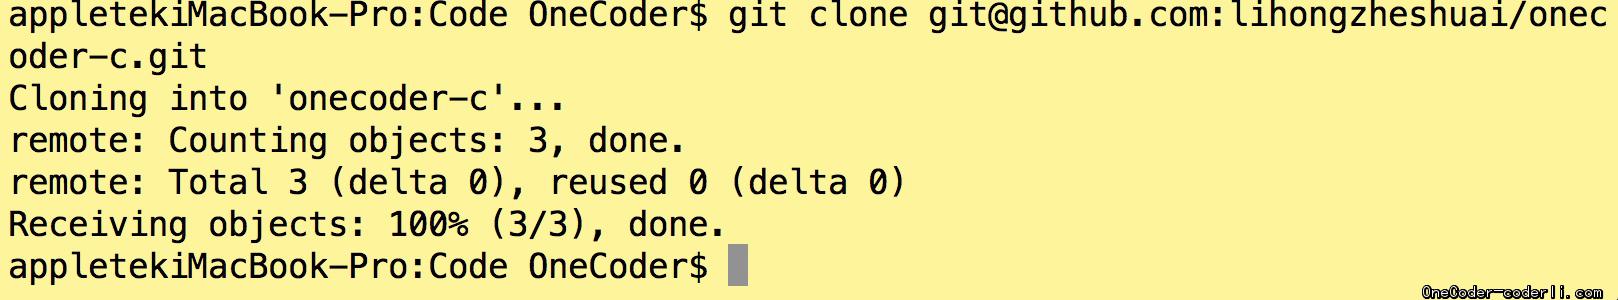 appletekiMacBook-Pro:Code OneCoder$ git clone git@github.com:lihongzheshuai/onec
oder-c.git
Cloning into 'onecoder-c'...
remote: Counting objects: 3, done.
remote: Total 3 (delta 0), reused 0 (delta 0)
Receiving objects: 100% (3/3), done.
appletekiMacBook-Pro:Code OneCoder$
OneCoder-coderli.com